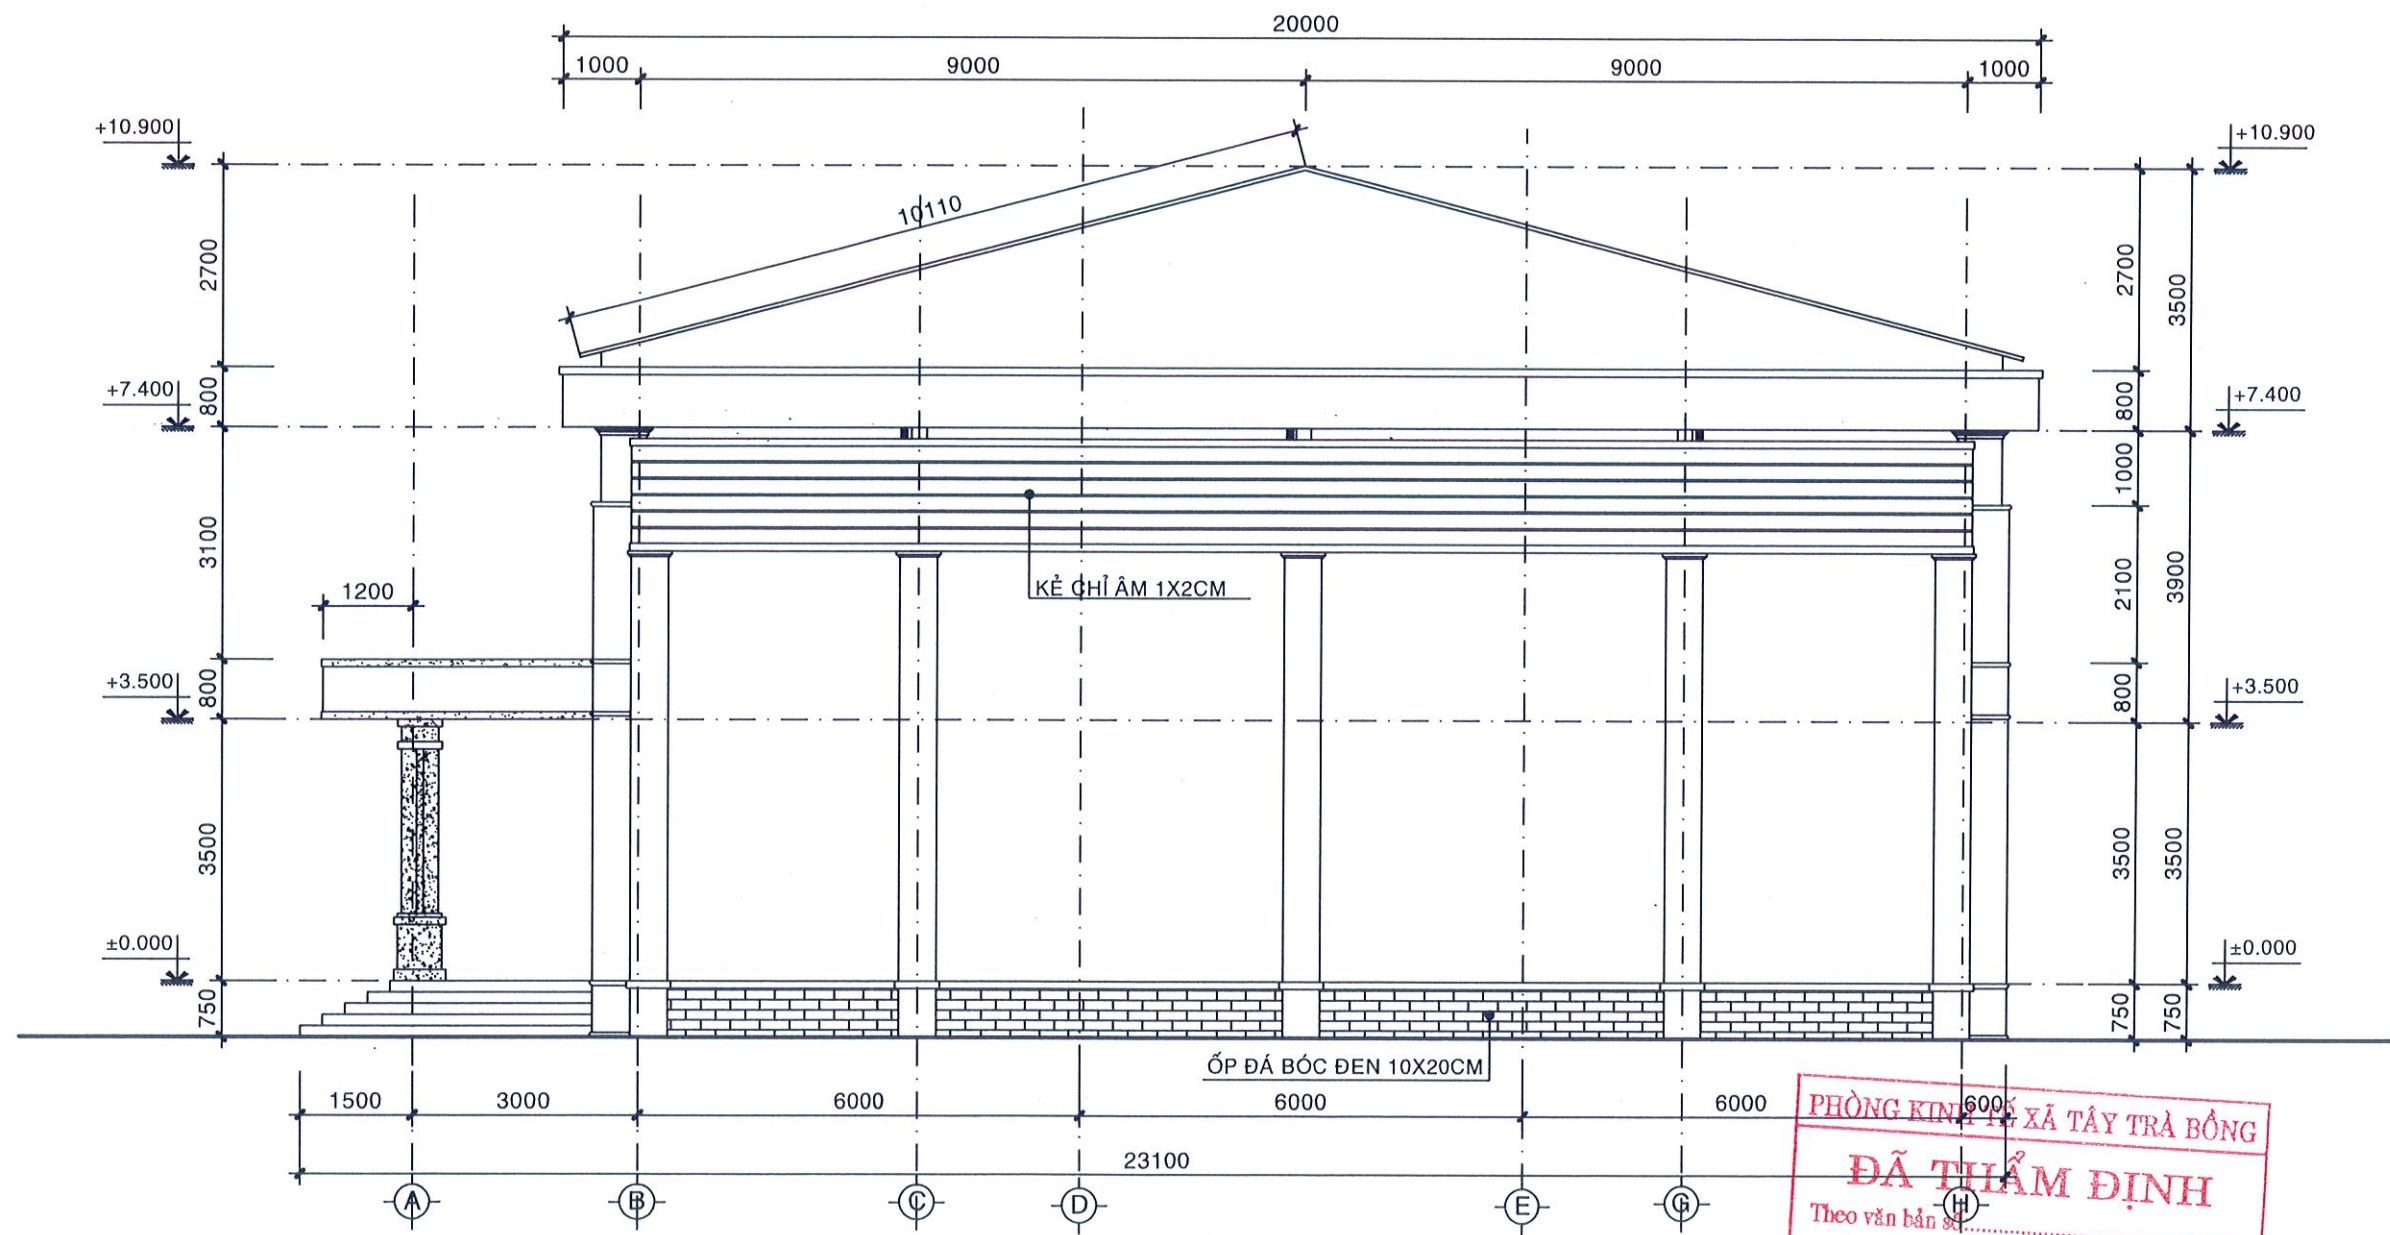 20000
1000 9000 9000 1000
+10.900 +10.900
10110
2700 2700 3500
+7.400 800 800 +7.400
1000
3100 2100 3900
KẺ CHỈ ÂM 1X2CM
1200
+3.500 800 800 +3.500
3500 3500 3500
±0.000 ±0.000
750 750 750
ỐP ĐÁ BÓC ĐEN 10X20CM
1500 3000 6000 6000 6000 600
23100
A B C D E G H
PHÒNG KINH TẾ XÃ TÂY TRÀ BỒNG
ĐÃ THẨM ĐỊNH
Theo văn bản số